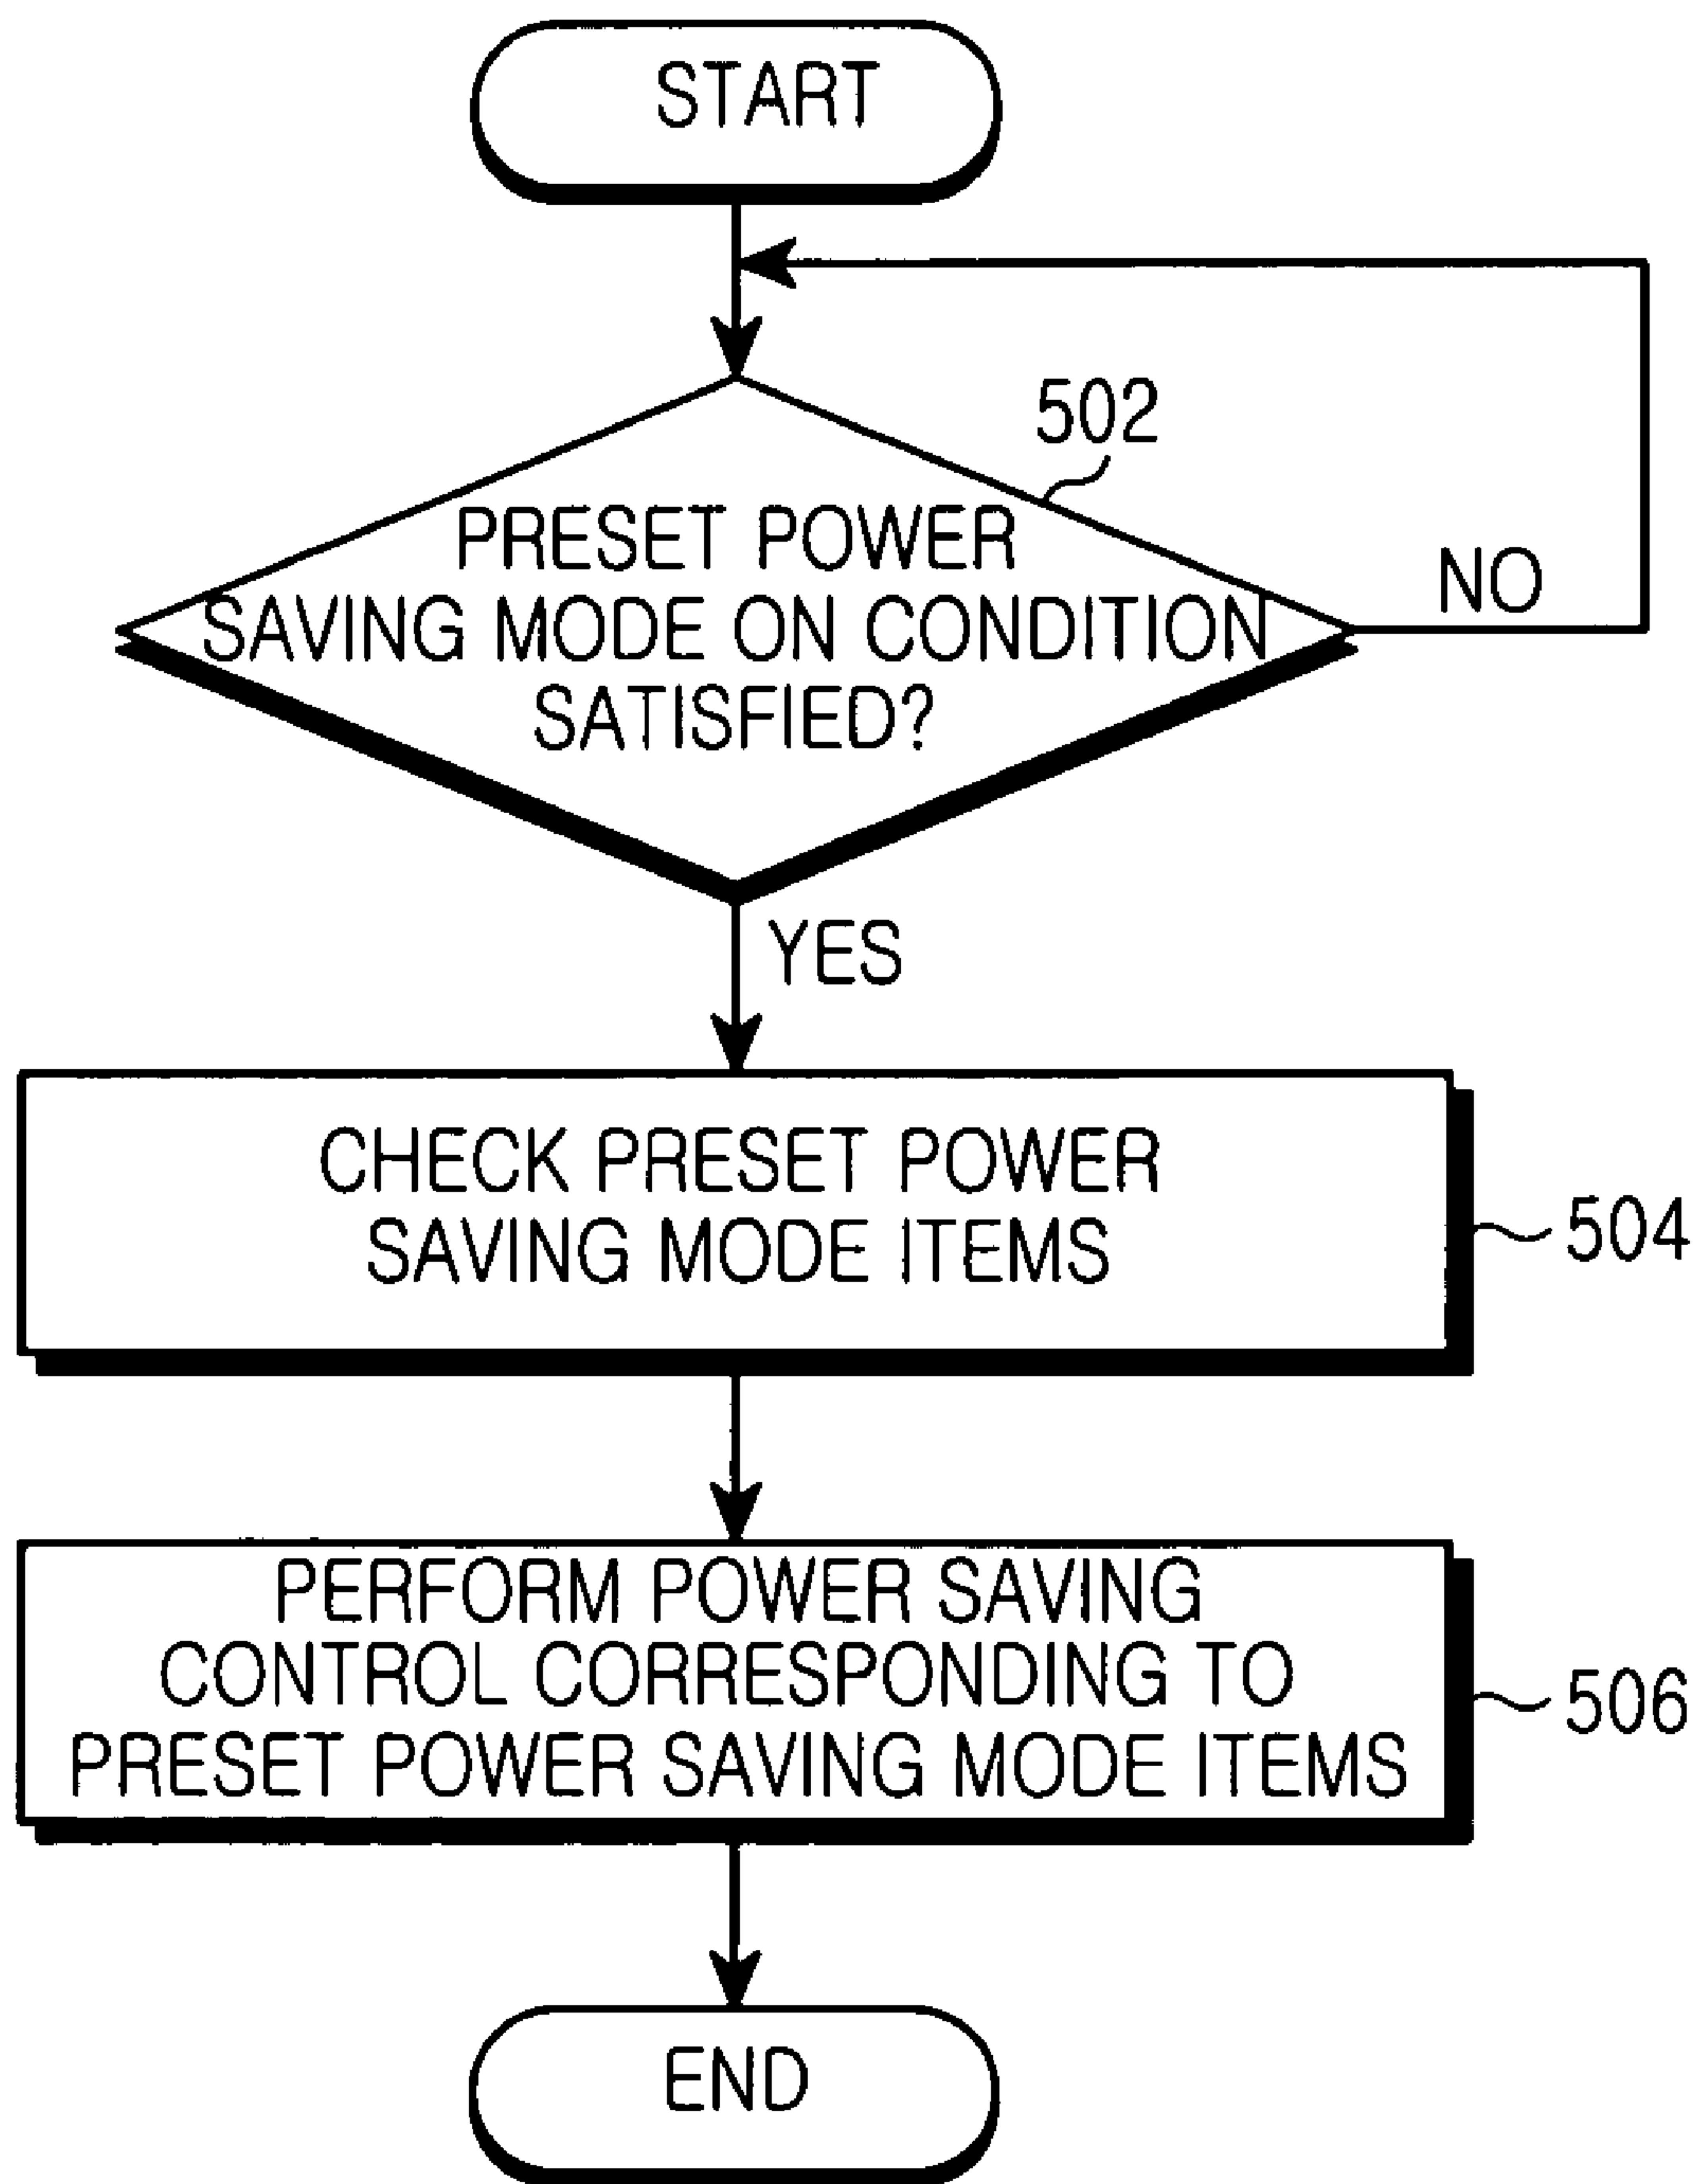 START
502
PRESET POWER
SAVING MODE ON CONDITION
SATISFIED?
NO
YES
CHECK PRESET POWER
SAVING MODE ITEMS
504
PERFORM POWER SAVING
CONTROL CORRESPONDING TO
PRESET POWER SAVING MODE ITEMS
506
END